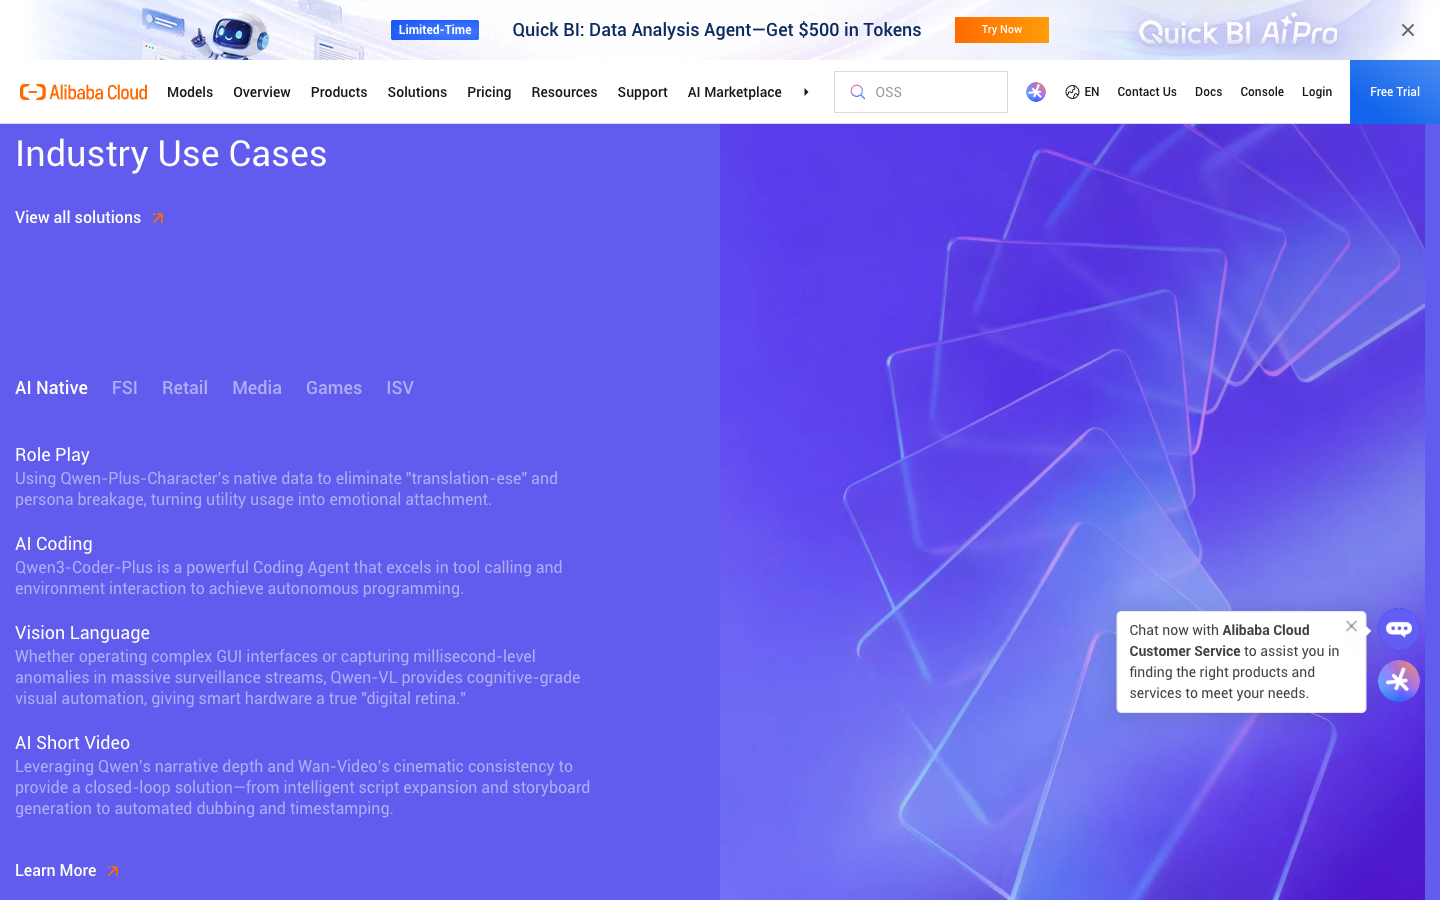 Limited-Time
Quick BI: Data Analysis Agent—Get $500 in Tokens
Try Now
Quick BI AiPro
Alibaba Cloud
Models
Overview
Products
Solutions
Pricing
Resources
Support
AI Marketplace
OSS
EN
Contact Us
Docs
Console
Login
Free Trial
Industry Use Cases
View all solutions
AI Native
FSI
Retail
Media
Games
ISV
Role Play
Using Qwen-Plus-Character's native data to eliminate "translation-ese" and
persona breakage, turning utility usage into emotional attachment.
AI Coding
Qwen3-Coder-Plus is a powerful Coding Agent that excels in tool calling and
environment interaction to achieve autonomous programming.
Vision Language
Whether operating complex GUI interfaces or capturing millisecond-level
anomalies in massive surveillance streams, Qwen-VL provides cognitive-grade
visual automation, giving smart hardware a true "digital retina."
AI Short Video
Leveraging Qwen's narrative depth and Wan-Video's cinematic consistency to
provide a closed-loop solution—from intelligent script expansion and storyboard
generation to automated dubbing and timestamping.
Learn More
Chat now with Alibaba Cloud
Customer Service to assist you in
finding the right products and
services to meet your needs.